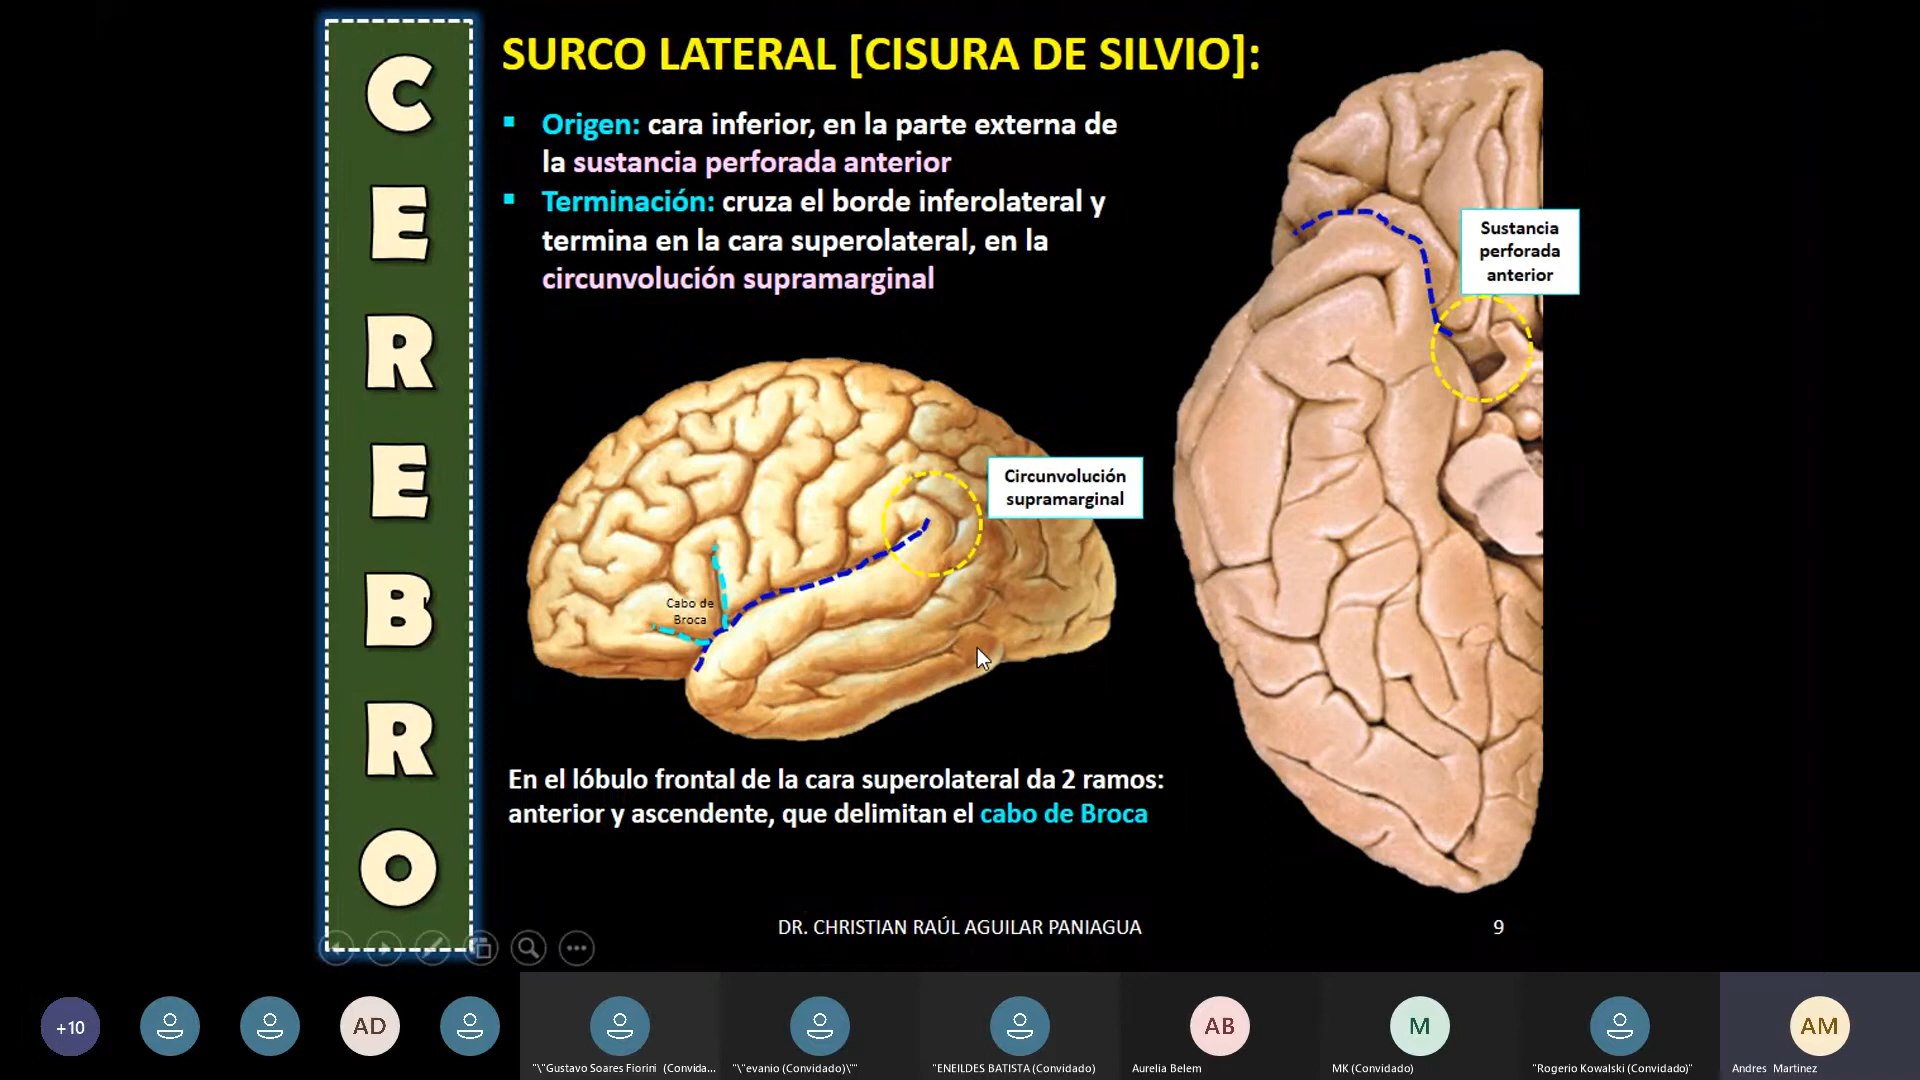 CEREBRO
SURCO LATERAL [CISURA DE SILVIO]:
Origen: cara inferior, en la parte externa de
la sustancia perforada anterior
Terminación: cruza el borde inferolateral y
termina en la cara superolateral, en la
circunvolución supramarginal
Sustancia
perforada
anterior
Circunvolución
supramarginal
Cabo de
Broca
En el lóbulo frontal de la cara superolateral da 2 ramos:
anterior y ascendente, que delimitan el cabo de Broca
DR. CHRISTIAN RAÚL AGUILAR PANIAGUA
9
+10
AD
AB
M
AM
"\"Gustavo Soares Fiorini (Convida...
"\"evanio (Convidado)\""
"ENEILDES BATISTA (Convidado)
Aurelia Belem
MK (Convidado)
"Rogerio Kowalski (Convidado)"
Andres Martinez